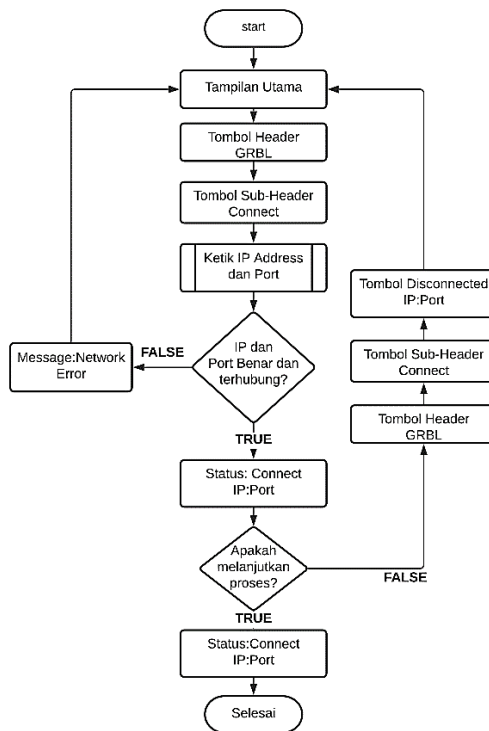 start
Tampilan Utama
Tombol Header
GRBL
Tombol Sub-Header
Connect
Ketik IP Address
dan Port
IP dan
Port Benar dan
terhubung?
FALSE
Message:Network
Error
TRUE
Status: Connect
IP:Port
Apakah
melanjutkan
proses?
FALSE
Tombol Header
GRBL
Tombol Sub-Header
Connect
Tombol Disconnected
IP:Port
TRUE
Status:Connect
IP:Port
Selesai